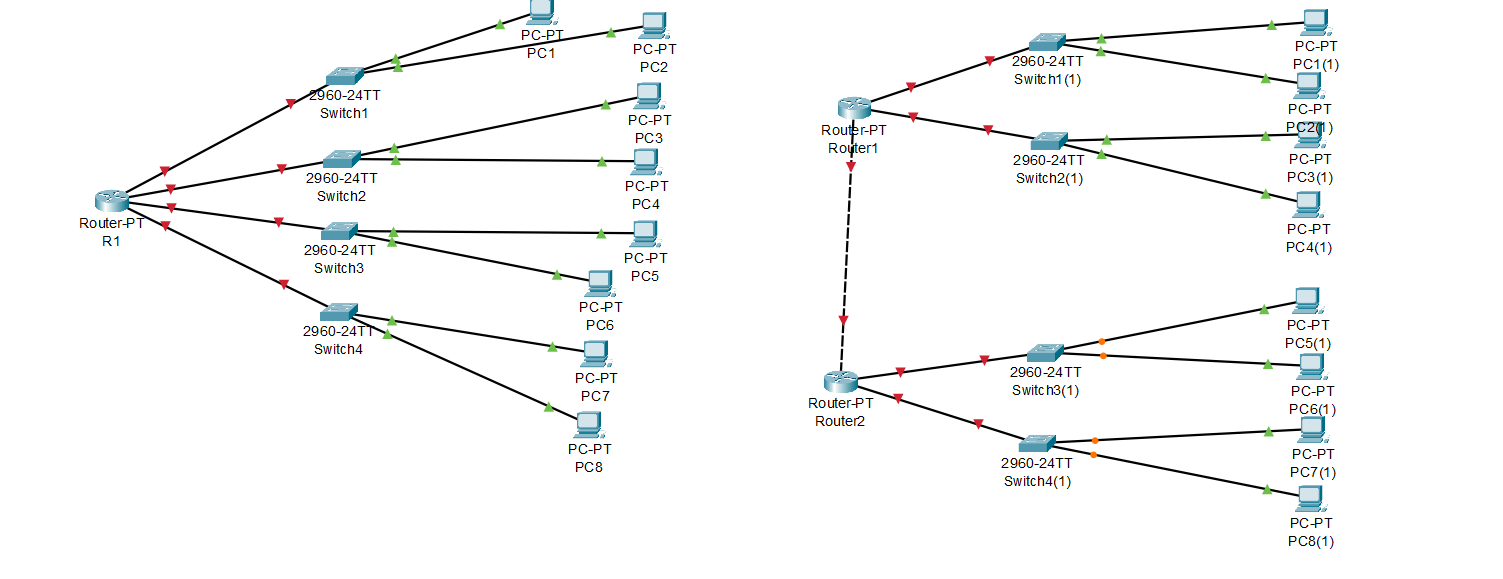 PC-PT
PC1
PC-PT
PC2
2960-24TT
Switch1
PC-PT
PC3
2960-24TT
Switch2
PC-PT
PC4
Router-PT
R1
2960-24TT
Switch3
PC-PT
PC5
PC-PT
PC6
2960-24TT
Switch4
PC-PT
PC7
PC-PT
PC8
PC-PT
PC1(1)
2960-24TT
Switch1(1)
PC-PT
PC2(1)
Router-PT
Router1
2960-24TT
Switch2(1)
PC-PT
PC3(1)
PC-PT
PC4(1)
PC-PT
PC5(1)
2960-24TT
Switch3(1)
PC-PT
PC6(1)
Router-PT
Router2
2960-24TT
Switch4(1)
PC-PT
PC7(1)
PC-PT
PC8(1)